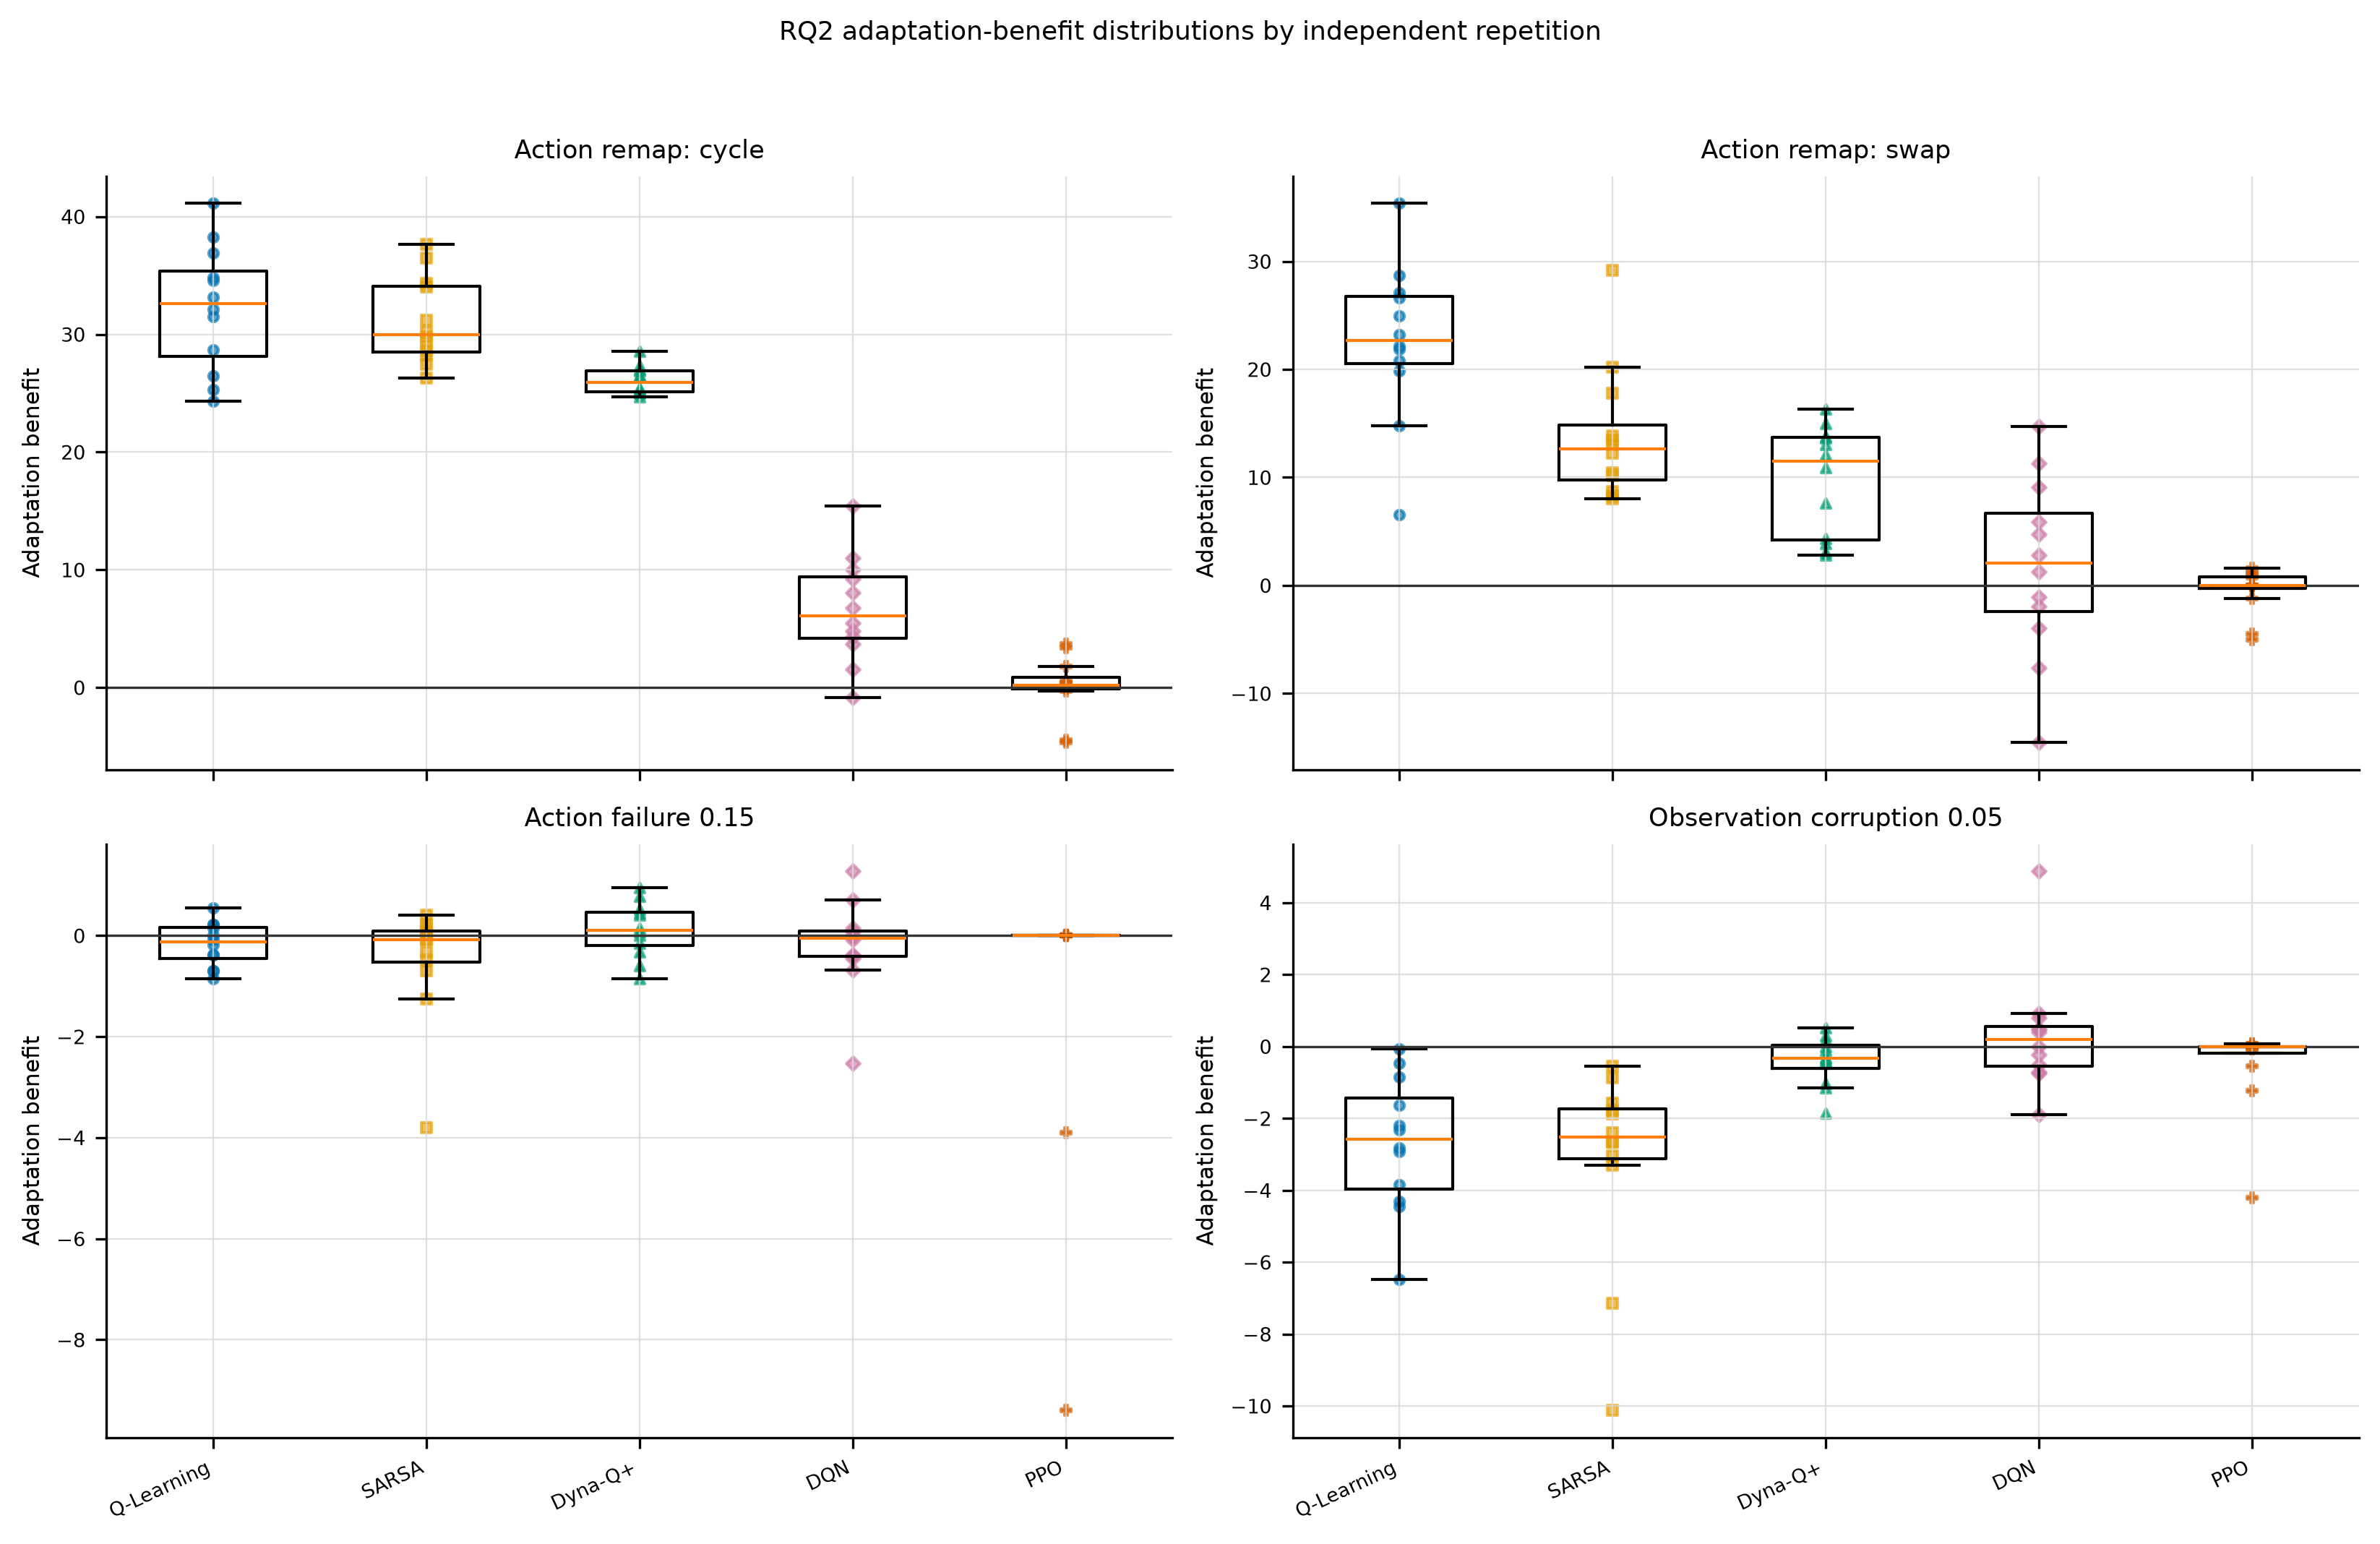 RQ2 adaptation-benefit distributions by independent repetition
Action remap: cycle
Adaptation benefit
40
30
20
10
0
Action remap: swap
Adaptation benefit
30
20
10
0
−10
Action failure 0.15
Adaptation benefit
0
−2
−4
−6
−8
Q-Learning
SARSA
Dyna-Q+
DQN
PPO
Observation corruption 0.05
Adaptation benefit
4
2
0
−2
−4
−6
−8
−10
Q-Learning
SARSA
Dyna-Q+
DQN
PPO